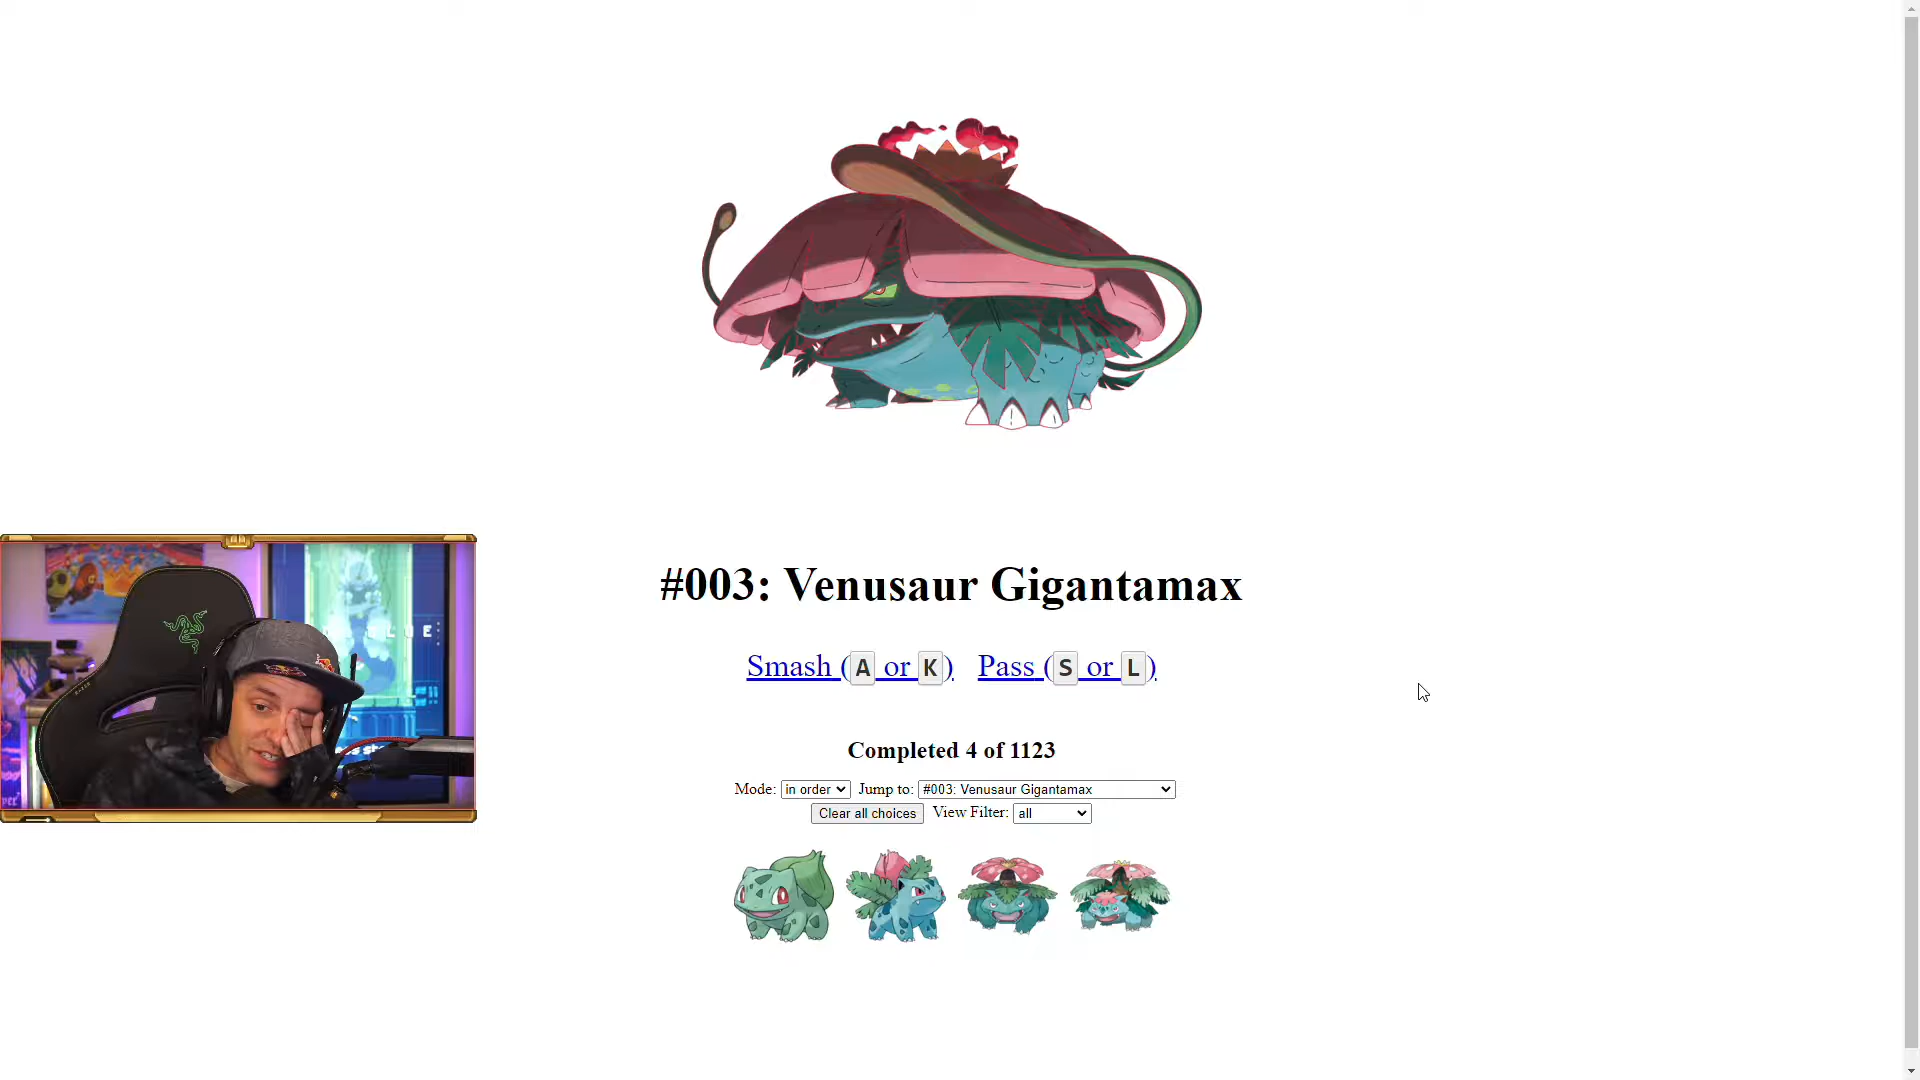 #003: Venusaur Gigantamax
Smash (A or K) Pass (S or L)
Completed 4 of 1123
Mode: in order Jump to: #003: Venusaur Gigantamax
Clear all choices View Filter: all